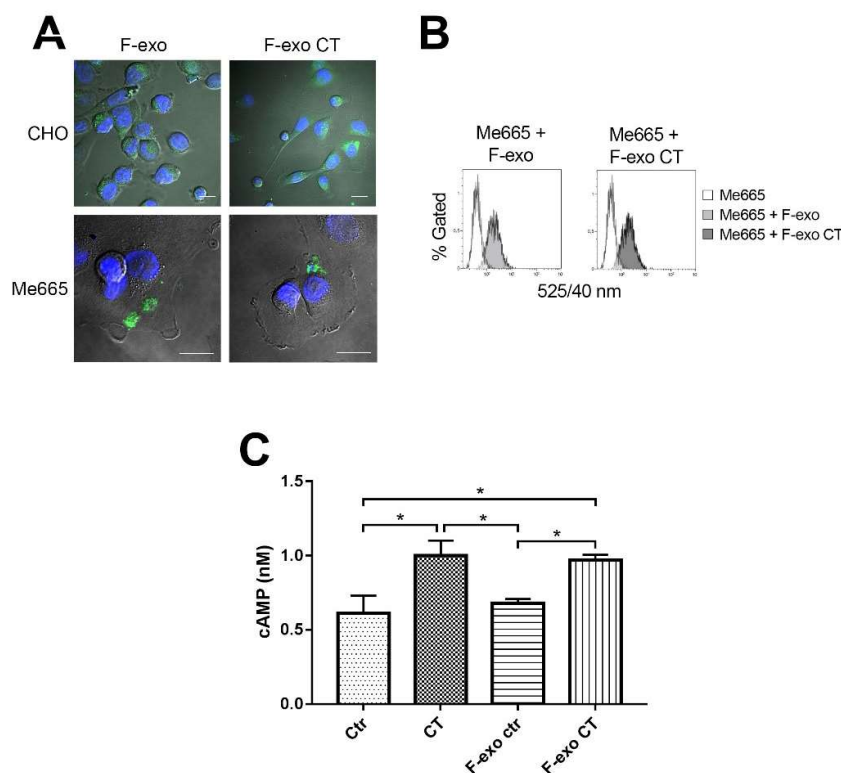 A
F-exo
F-exo CT
CHO
Me665
B
Me665 +
F-exo
Me665 +
F-exo CT
% Gated
Me665
Me665 + F-exo
Me665 + F-exo CT
525/40 nm
C
cAMP (nM)
1.5
1.0
0.5
0.0
*
*
*
*
Ctr
CT
F-exo ctr
F-exo CT